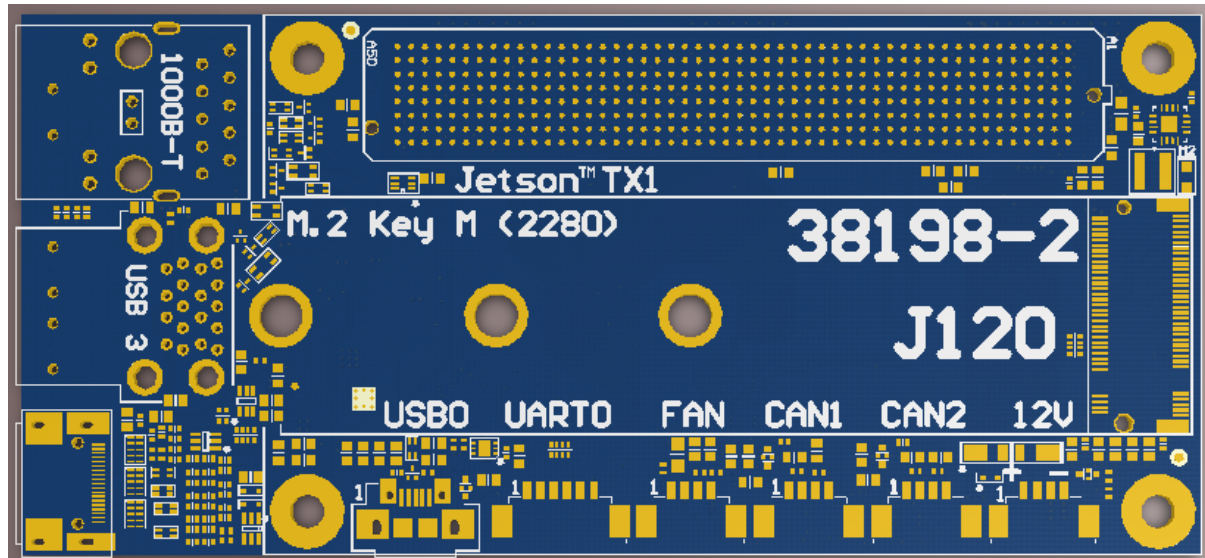 1000B-T
A50
Jetson™ TX1
M.2 Key M (2280)
38198-2
USB 3
J120
USB0 UART0 FAN CAN1 CAN2 12V
1 1 1 1 1 1
+ -